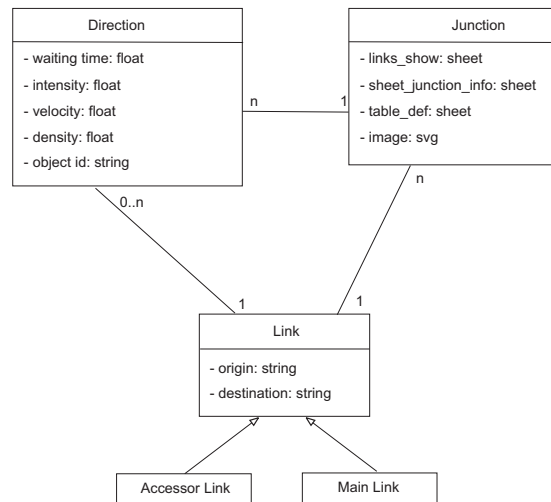 Direction
- waiting time: float
- intensity: float
- velocity: float
- density: float
- object id: string
Junction
- links_show: sheet
- sheet_junction_info: sheet
- table_def: sheet
- image: svg
n
1
0..n
n
1
1
Link
- origin: string
- destination: string
Accessor Link
Main Link